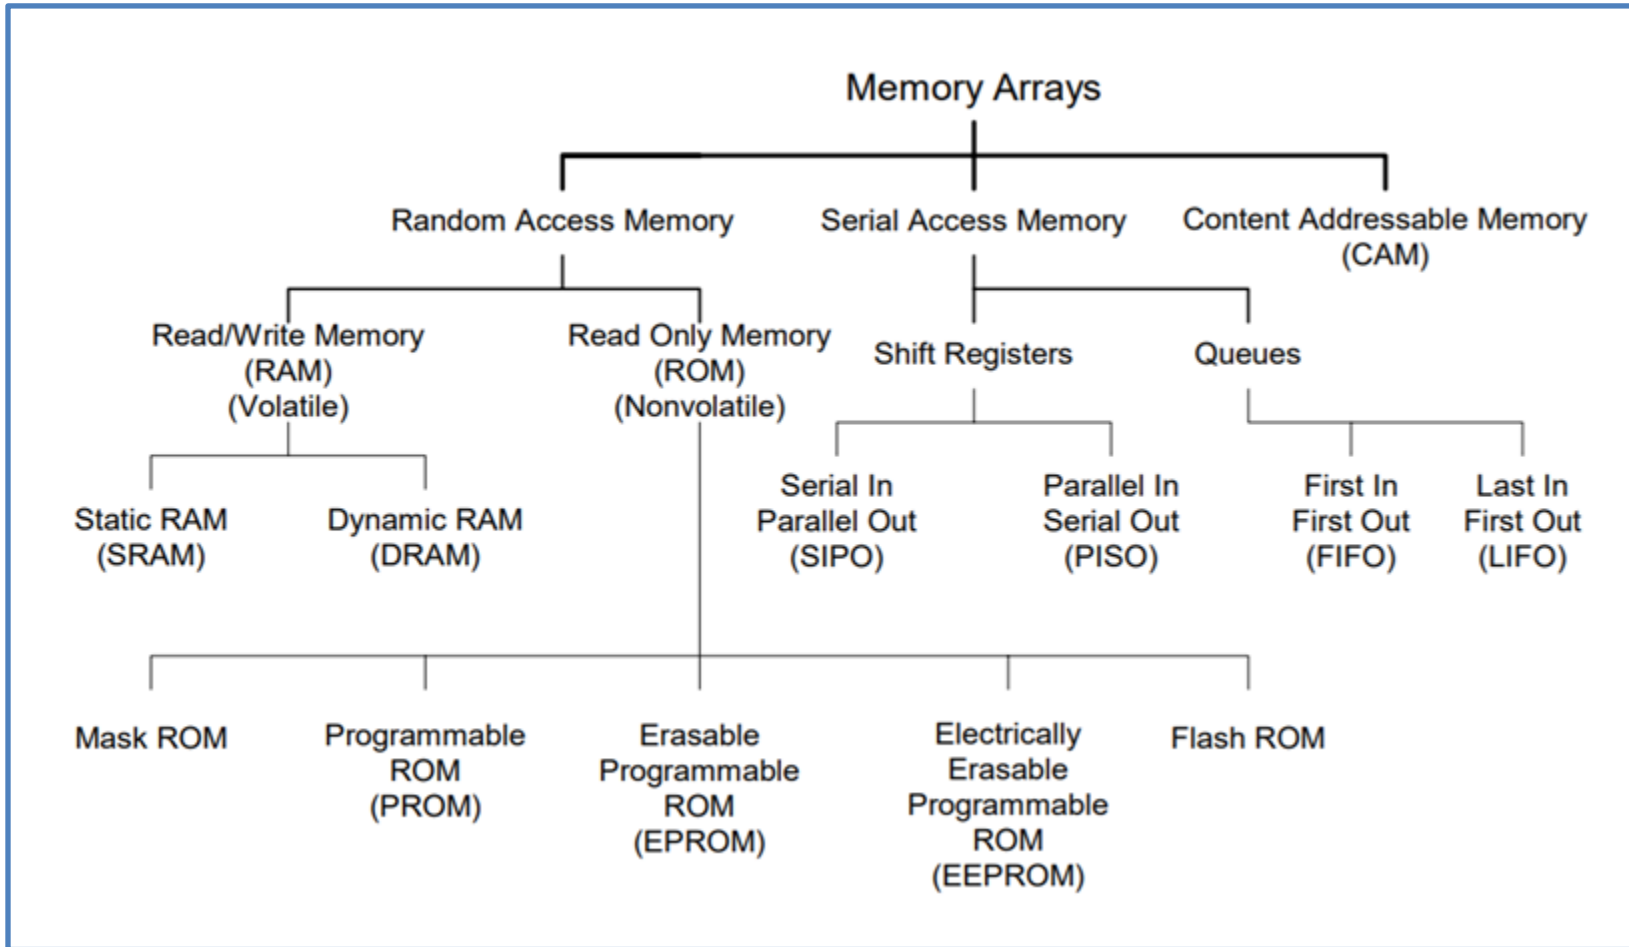 Memory Arrays
Random Access Memory
Serial Access Memory
Content Addressable Memory
(CAM)
Read/Write Memory
(RAM)
(Volatile)
Read Only Memory
(ROM)
(Nonvolatile)
Shift Registers
Queues
Static RAM
(SRAM)
Dynamic RAM
(DRAM)
Serial In
Parallel Out
(SIPO)
Parallel In
Serial Out
(PISO)
First In
First Out
(FIFO)
Last In
First Out
(LIFO)
Mask ROM
Programmable
ROM
(PROM)
Erasable
Programmable
ROM
(EPROM)
Electrically
Erasable
Programmable
ROM
(EEPROM)
Flash ROM